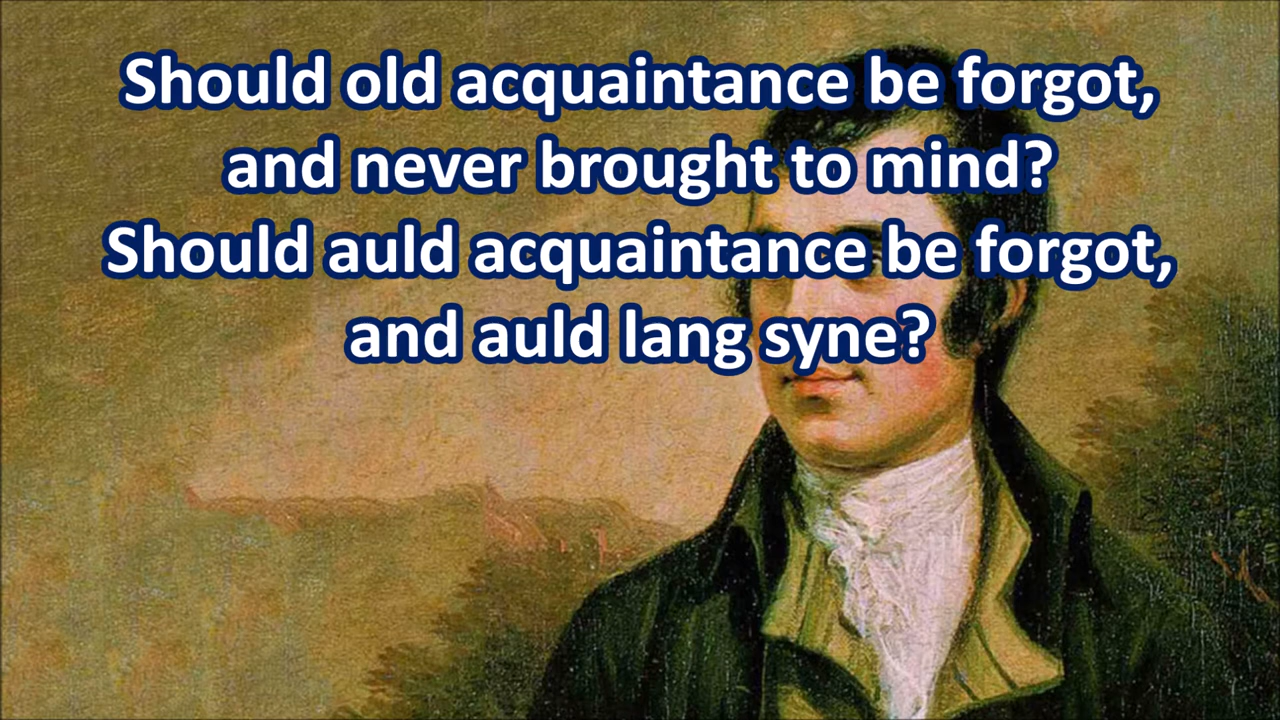 Should old acquaintance be forgot,
and never brought to mind?
Should auld acquaintance be forgot,
and auld lang syne?